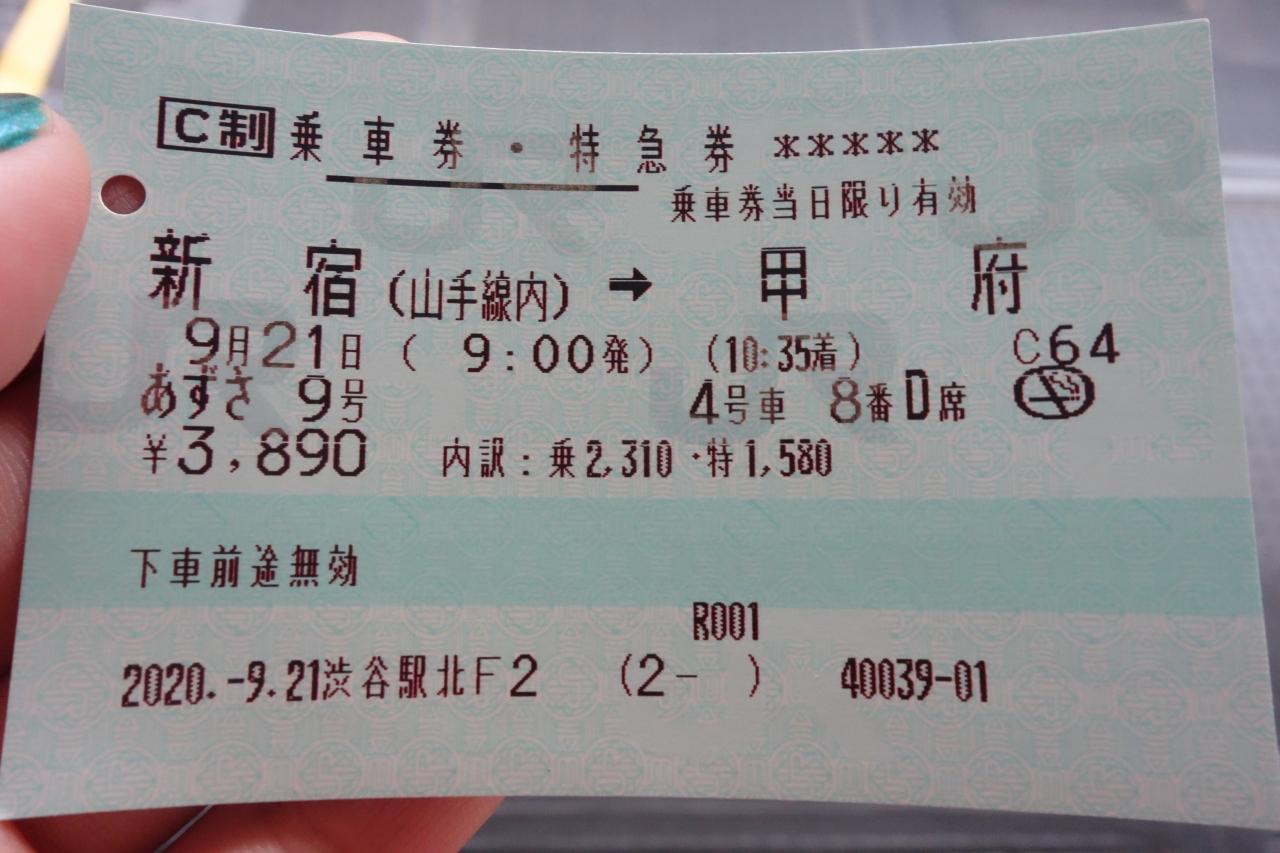 C制 乗車券・特急券 *****
乗車券当日限り有効
新宿(山手線内) ➡ 甲府
9月21日 ( 9:00発) (10:35着) C64
あずさ 9号 4号車 8番D席
¥3,890 内訳:乗2,310・特1,580
下車前途無効
R001
2020.-9.21渋谷駅北F2 (2- ) 40039-01